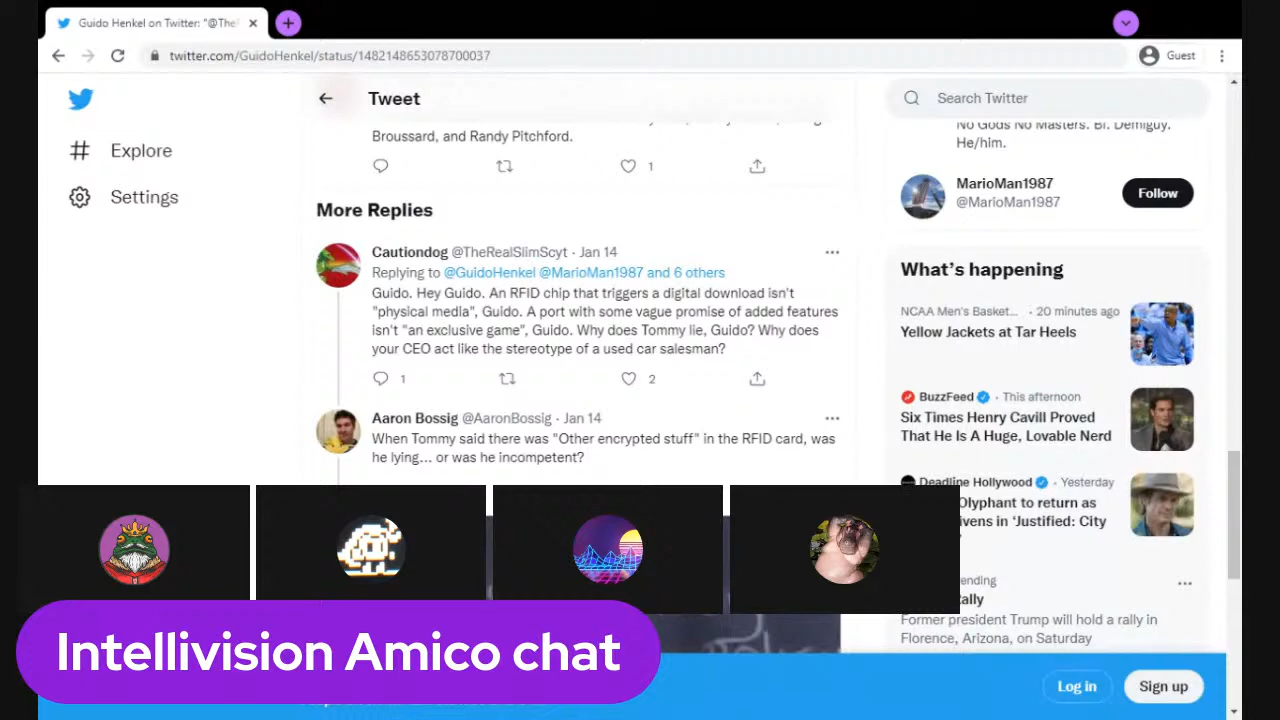 Guido Henkel on Twitter: "@The
twitter.com/GuidoHenkel/status/1482148653078700037
Guest
Explore
Settings
Tweet
Broussard, and Randy Pitchford.
1
More Replies
Cautiondog @TheRealSlimScyt · Jan 14
Replying to @GuidoHenkel @MarioMan1987 and 6 others
Guido. Hey Guido. An RFID chip that triggers a digital download isn't
"physical media", Guido. A port with some vague promise of added features
isn't "an exclusive game", Guido. Why does Tommy lie, Guido? Why does
your CEO act like the stereotype of a used car salesman?
1 2
Aaron Bossig @AaronBossig · Jan 14
When Tommy said there was "Other encrypted stuff" in the RFID card, was
he lying... or was he incompetent?
Search Twitter
No Gods No Masters. Bi. Demiguy.
He/him.
MarioMan1987
@MarioMan1987
Follow
What's happening
NCAA Men's Basket... · 20 minutes ago
Yellow Jackets at Tar Heels
BuzzFeed · This afternoon
Six Times Henry Cavill Proved
That He Is A Huge, Lovable Nerd
Deadline Hollywood · Yesterday
Olyphant to return as
ivens in 'Justified: City
ending
Rally
Former president Trump will hold a rally in
Florence, Arizona, on Saturday
Intellivision Amico chat
Log in
Sign up